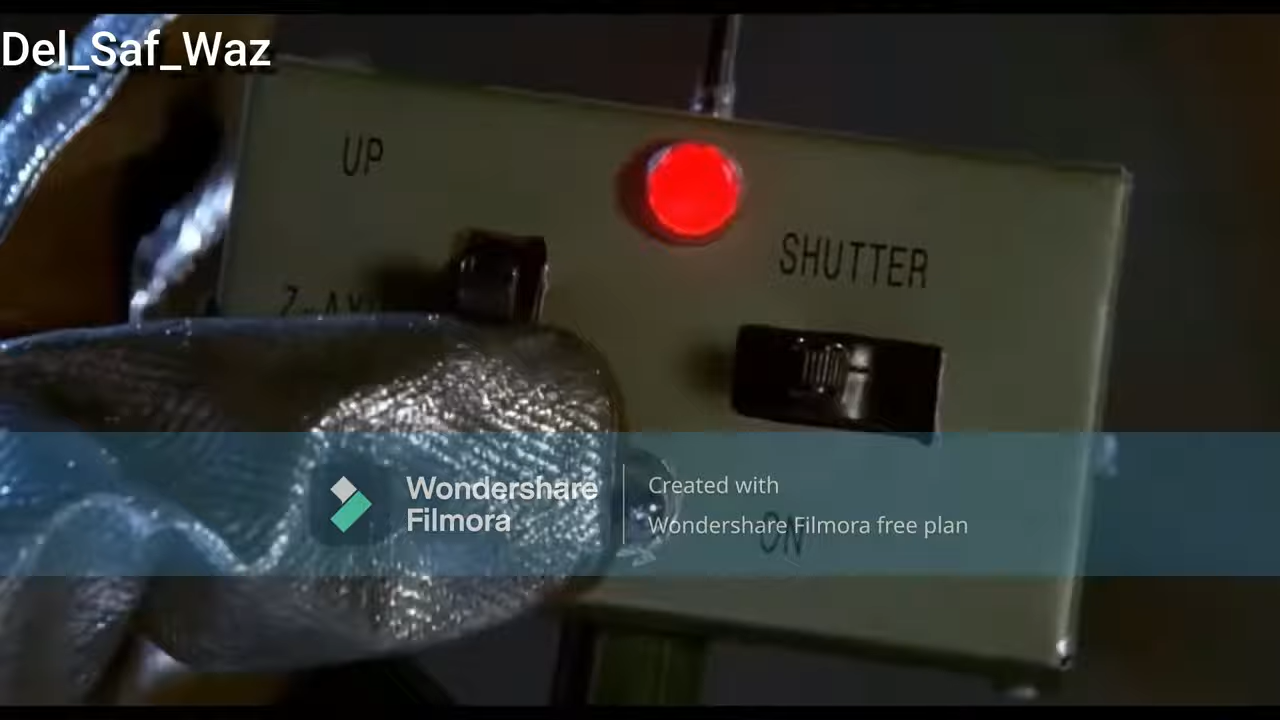 Del_Saf_Waz
UP
SHUTTER
Wondershare
Filmora
Created with
Wondershare Filmora free plan
ON